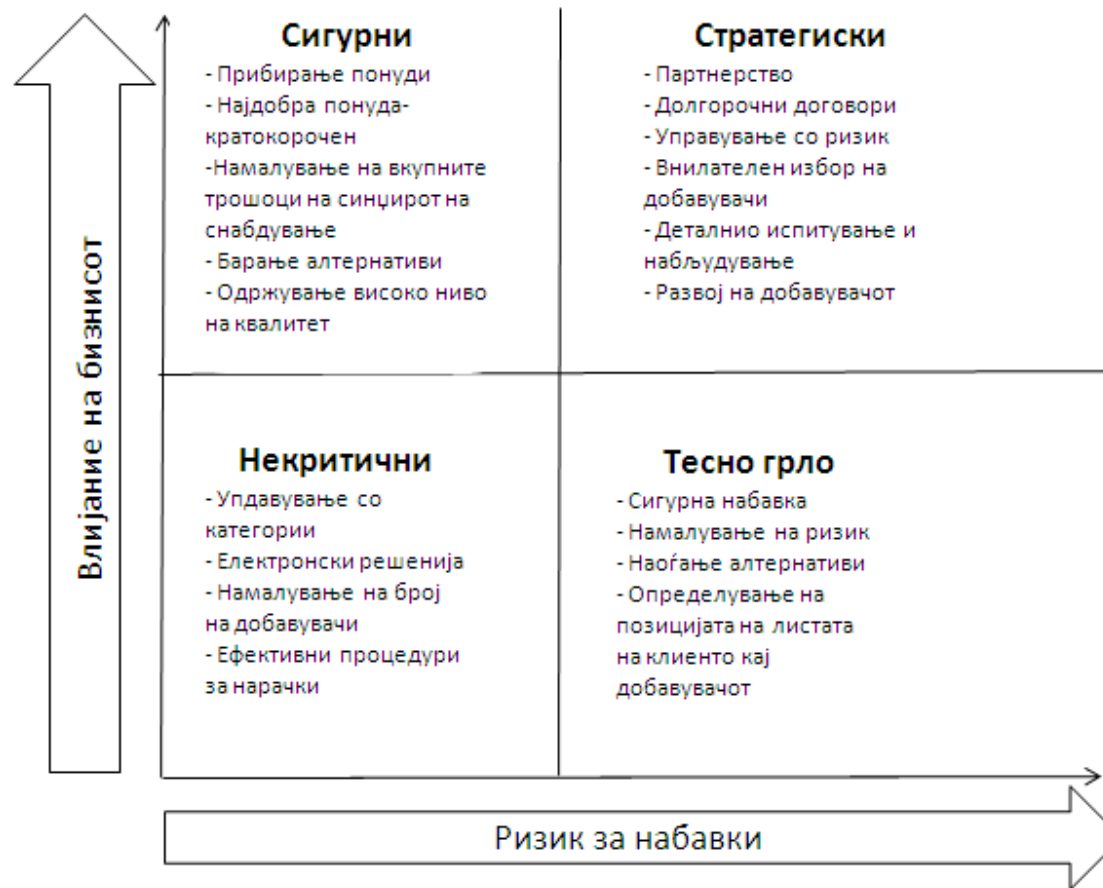 Влијание на бизнисот
Сигурни
- Прибирање понуди
- Најдобра понуда-
кратокорочен
-Намалување на вкупните
трошоци на синџирот на
снабдување
- Барање алтернативи
- Одржување високо ниво
на квалитет
Стратегиски
- Партнерство
- Долгорочни договори
- Управување со ризик
- Внилателен избор на
добавувачи
- Деталнио испитување и
набљудување
- Развој на добавувачот
Некритични
- Упдавување со
категории
- Електронски решенија
- Намалување на број
на добавувачи
- Ефективни процедури
за нарачки
Тесно грло
- Сигурна набавка
- Намалување на ризик
- Наоѓање алтернативи
- Определување на
позицијата на листата
на клиенто кај
добавувачот
Ризик за набавки